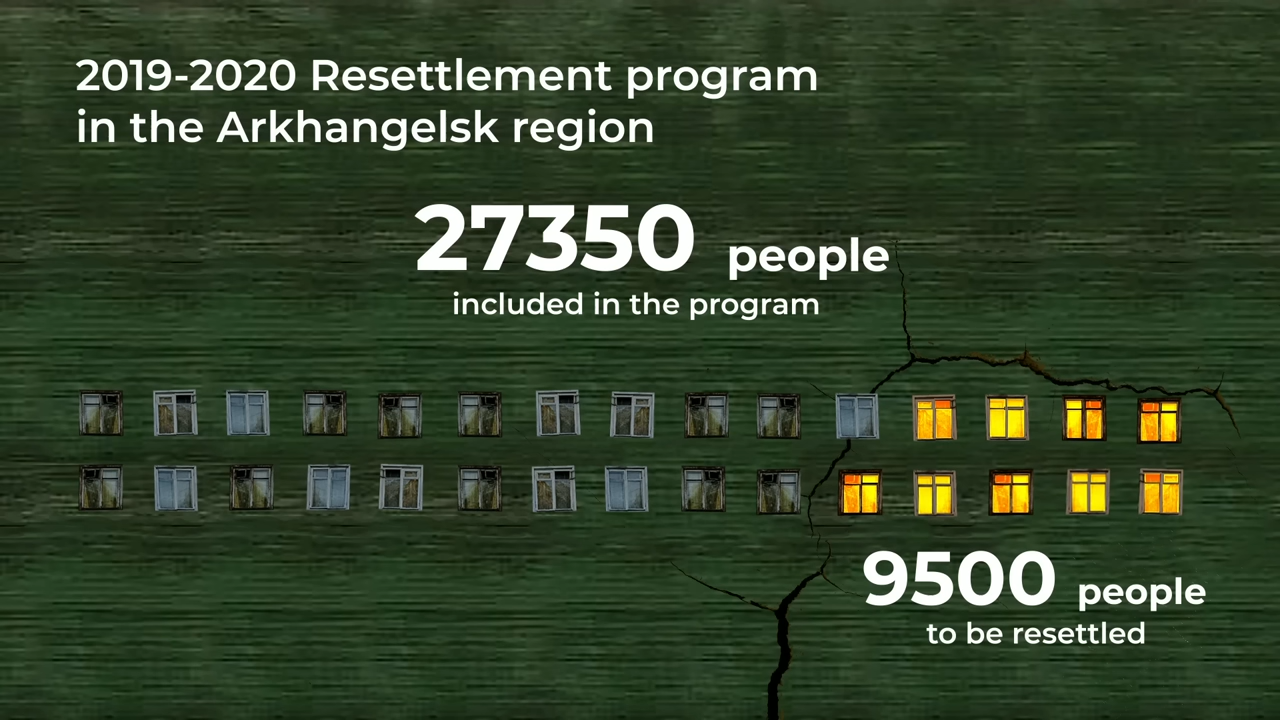 2019-2020 Resettlement program
in the Arkhangelsk region
27350 people
included in the program
9500 people
to be resettled